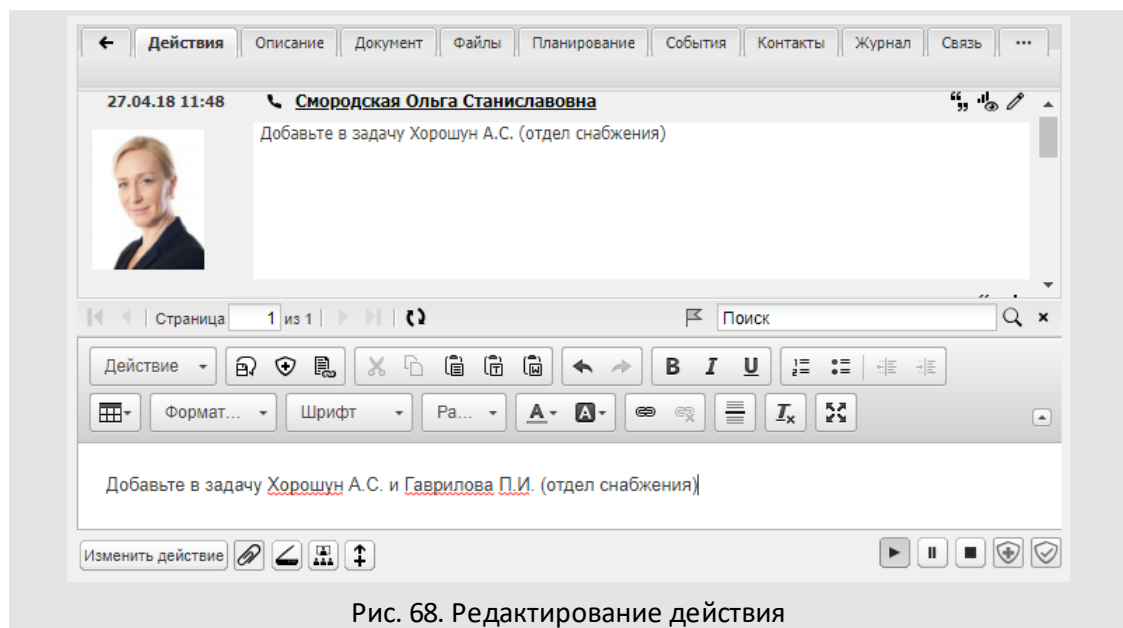 Действия Описание Документ Файлы Планирование События Контакты Журнал Связь ...
27.04.18 11:48 Смородская Ольга Станиславовна
Добавьте в задачу Хорошун А.С. (отдел снабжения)
Страница 1 из 1 Поиск
Действие B I U
Формат... Шрифт Ра... A A Tx
Добавьте в задачу Хорошун А.С. и Гаврилова П.И. (отдел снабжения)
Изменить действие
Рис. 68. Редактирование действия